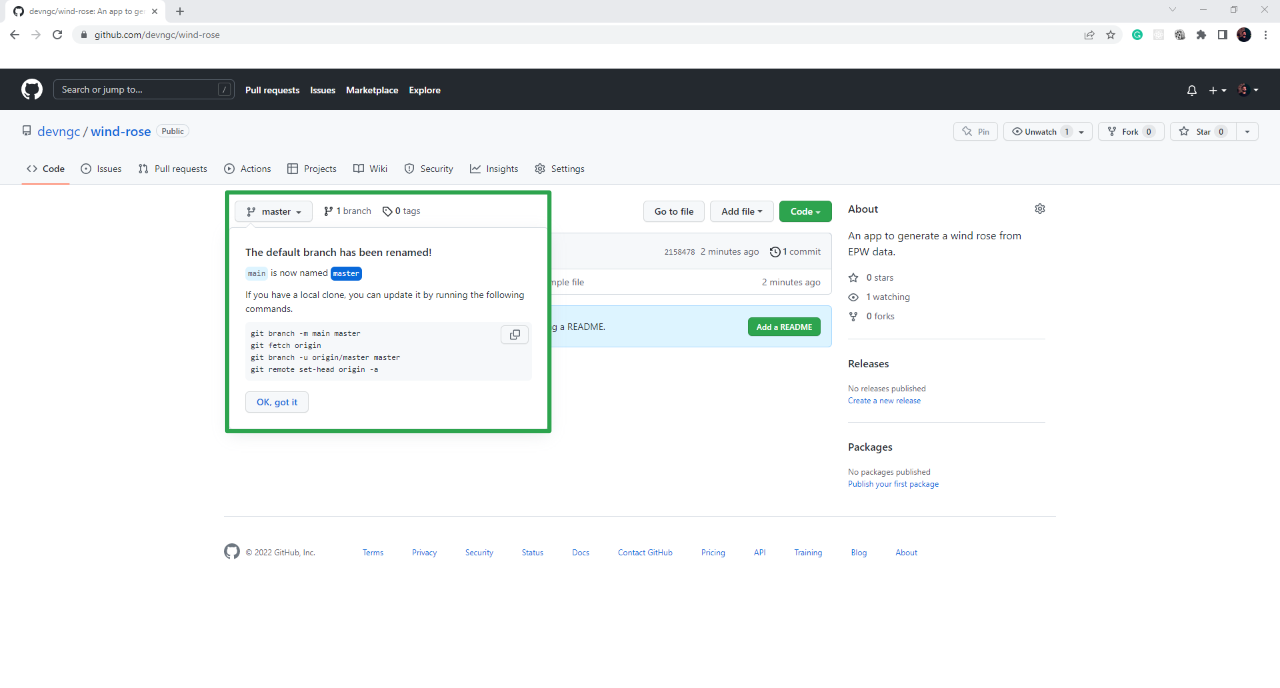 devngc/wind-rose: An app to ge
github.com/devngc/wind-rose
Search or jump to... /
Pull requests Issues Marketplace Explore
devngc / wind-rose Public
Pin Unwatch 1 Fork 0 Star 0
Code Issues Pull requests Actions Projects Wiki Security Insights Settings
master 1 branch 0 tags
Go to file Add file Code
The default branch has been renamed!
main is now named master
If you have a local clone, you can update it by running the following
commands.
git branch -m main master
git fetch origin
git branch -u origin/master master
git remote set-head origin -a
OK, got it
2158478 2 minutes ago 1 commit
mple file 2 minutes ago
g a README. Add a README
About
An app to generate a wind rose from
EPW data.
0 stars
1 watching
0 forks
Releases
No releases published
Create a new release
Packages
No packages published
Publish your first package
© 2022 GitHub, Inc. Terms Privacy Security Status Docs Contact GitHub Pricing API Training Blog About